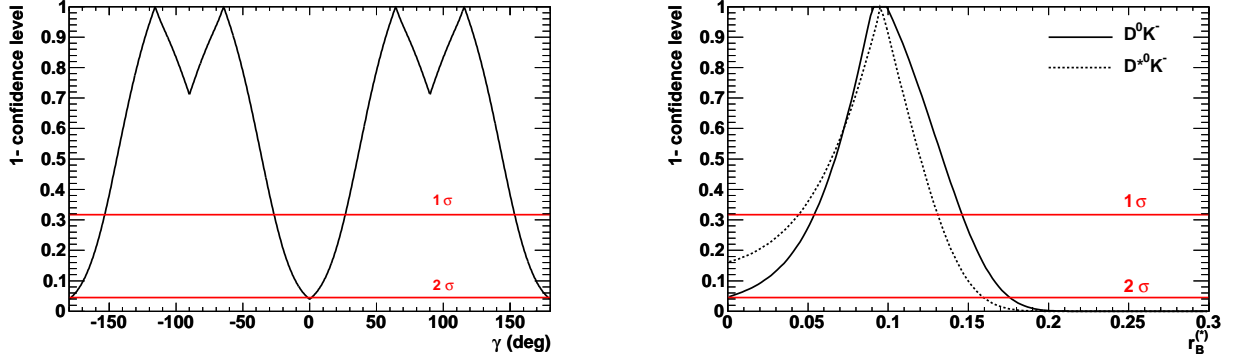 1- confidence level
1
0.9
0.8
0.7
0.6
0.5
0.4
0.3
0.2
0.1
0
1 σ
2 σ
-150 -100 -50 0 50 100 150
γ (deg)
1- confidence level
1
0.9
0.8
0.7
0.6
0.5
0.4
0.3
0.2
0.1
0
D⁰K⁻
D*⁰K⁻
1 σ
2 σ
0 0.05 0.1 0.15 0.2 0.25 0.3
r_B^(*)